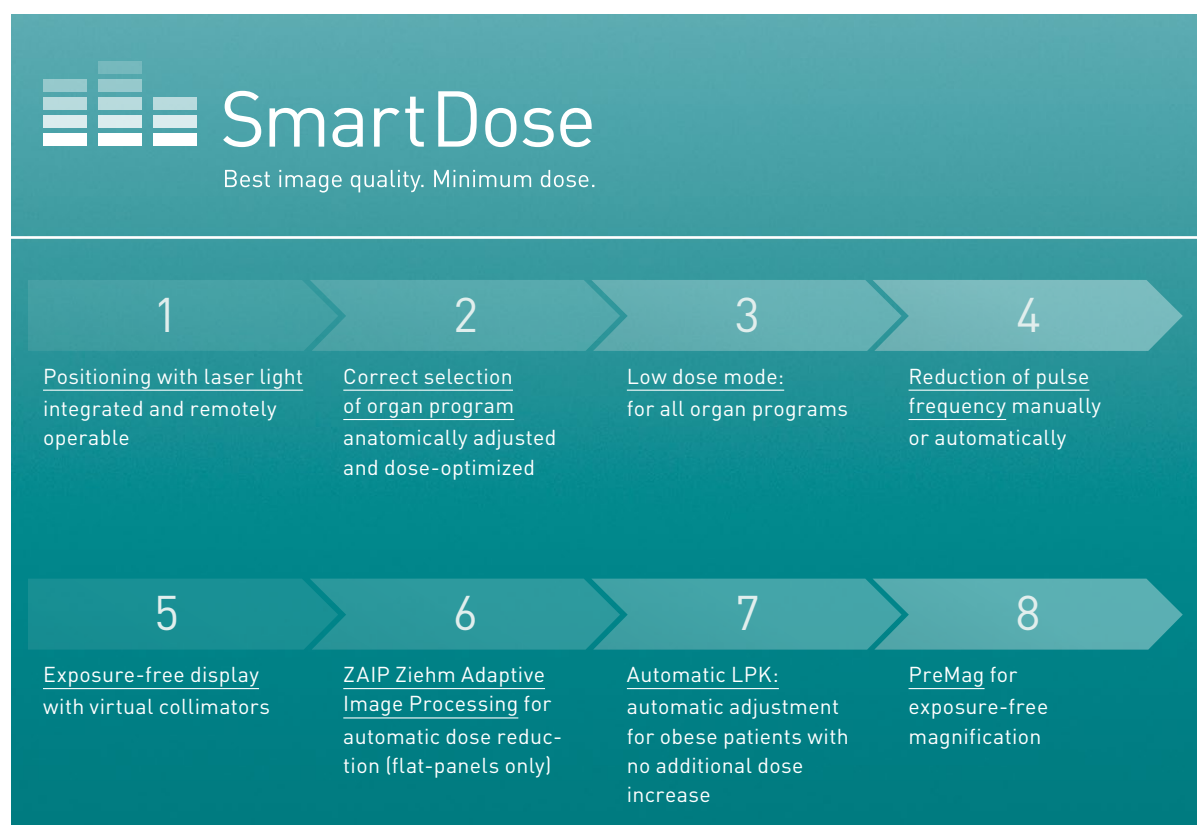 SmartDose
Best image quality. Minimum dose.
1
2
3
4
Positioning with laser light
integrated and remotely
operable
Correct selection
of organ program
anatomically adjusted
and dose-optimized
Low dose mode:
for all organ programs
Reduction of pulse
frequency manually
or automatically
5
6
7
8
Exposure-free display
with virtual collimators
ZAIP Ziehm Adaptive
Image Processing for
automatic dose reduc-
tion (flat-panels only)
Automatic LPK:
automatic adjustment
for obese patients with
no additional dose
increase
PreMag for
exposure-free
magnification